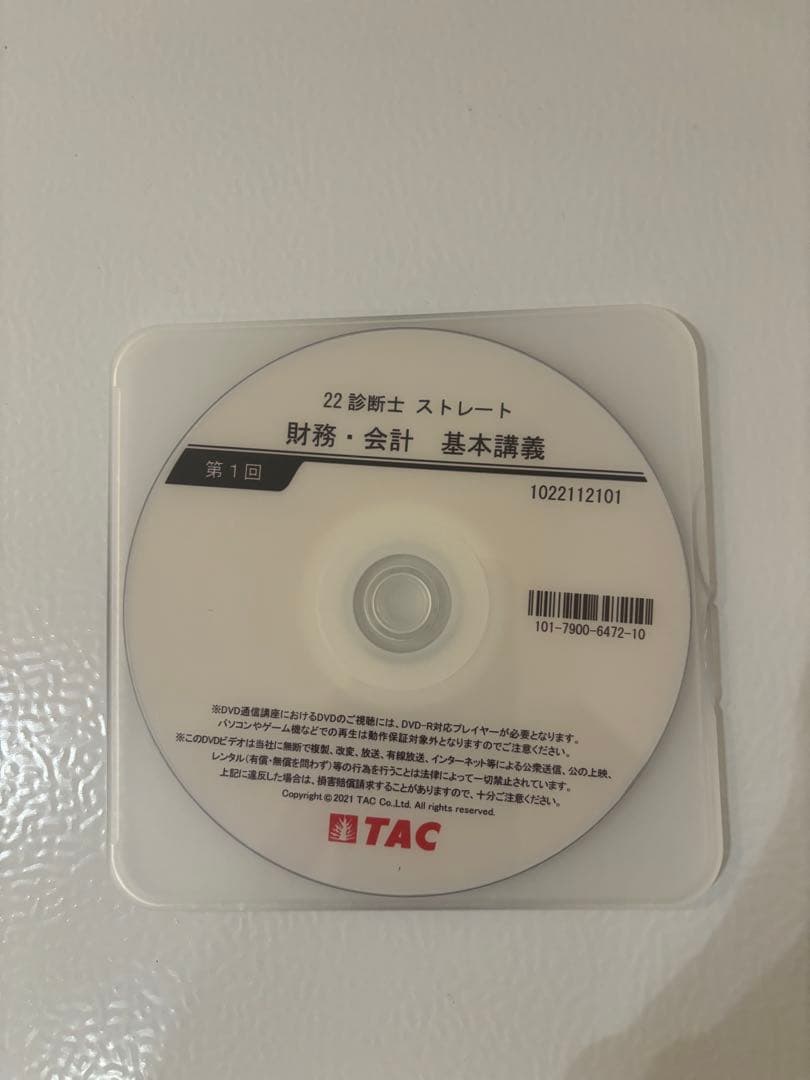 22 診断士 ストレート
財務・会計 基本講義
第1回
1022112101
101-7900-6472-10
※DVD通信講座におけるDVDのご視聴には、DVD-R対応プレイヤーが必要となります。
パソコンやゲーム機などでの再生は動作保証対象外となりますのでご注意ください。
※このDVDビデオは当社に無断で複製、改変、放送、有線放送、インターネット等による公衆送信、公の上映、
レンタル(有償・無償を問わず)等の行為を行うことは法律によって一切禁止されています。
上記に違反した場合は、損害賠償請求することがありますので、十分ご注意ください。
Copyright ©2021 TAC Co.,Ltd. All rights reserved.
TAC